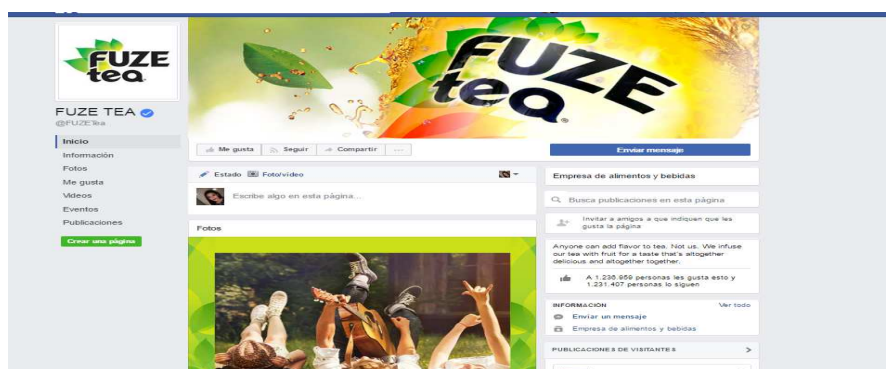 FUZE
tea
FUZE TEA
@FUZETea
Inicio
Información
Fotos
Me gusta
Videos
Eventos
Publicaciones
Crear una página
FUZE
tea
Me gusta
Seguir
Compartir
...
Enviar mensaje
Estado
Foto/video
Escribe algo en esta página...
Fotos
Empresa de alimentos y bebidas
Busca publicaciones en esta página
Invitar a amigos a que indiquen que les
gusta la página
Anyone can add flavor to tea. Not us. We infuse
our tea with fruit for a taste that's altogether
delicious and altogether together.
A 1.236.959 personas les gusta esto y
1.231.407 personas lo siguen
INFORMACIÓN
Ver todo
Enviar un mensaje
Empresa de alimentos y bebidas
PUBLICACIONES DE VISITANTES